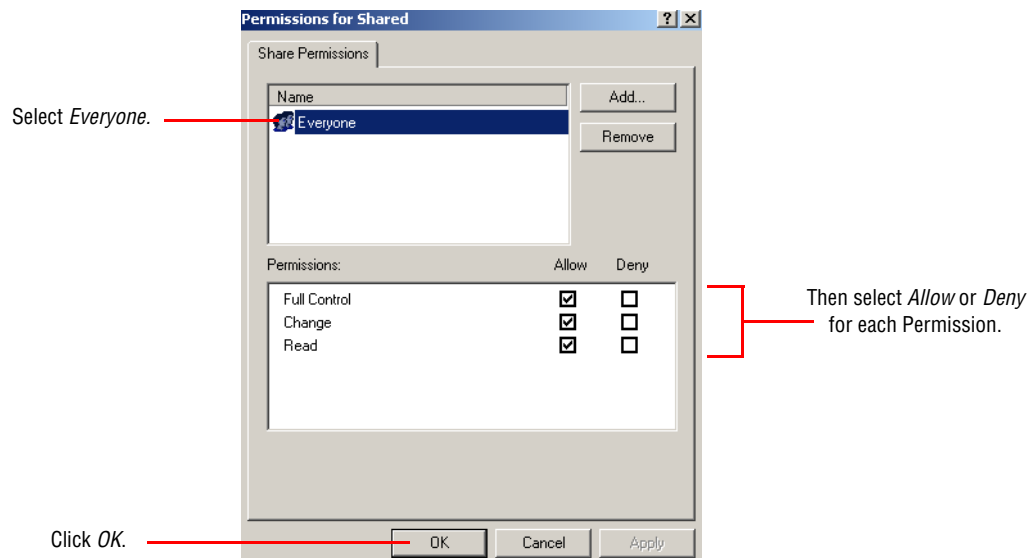 Permissions for Shared
Share Permissions
Name
Add...
Select Everyone.
Everyone
Remove
Permissions: Allow Deny
Full Control
Change
Read
Then select Allow or Deny
for each Permission.
Click OK.
OK Cancel Apply